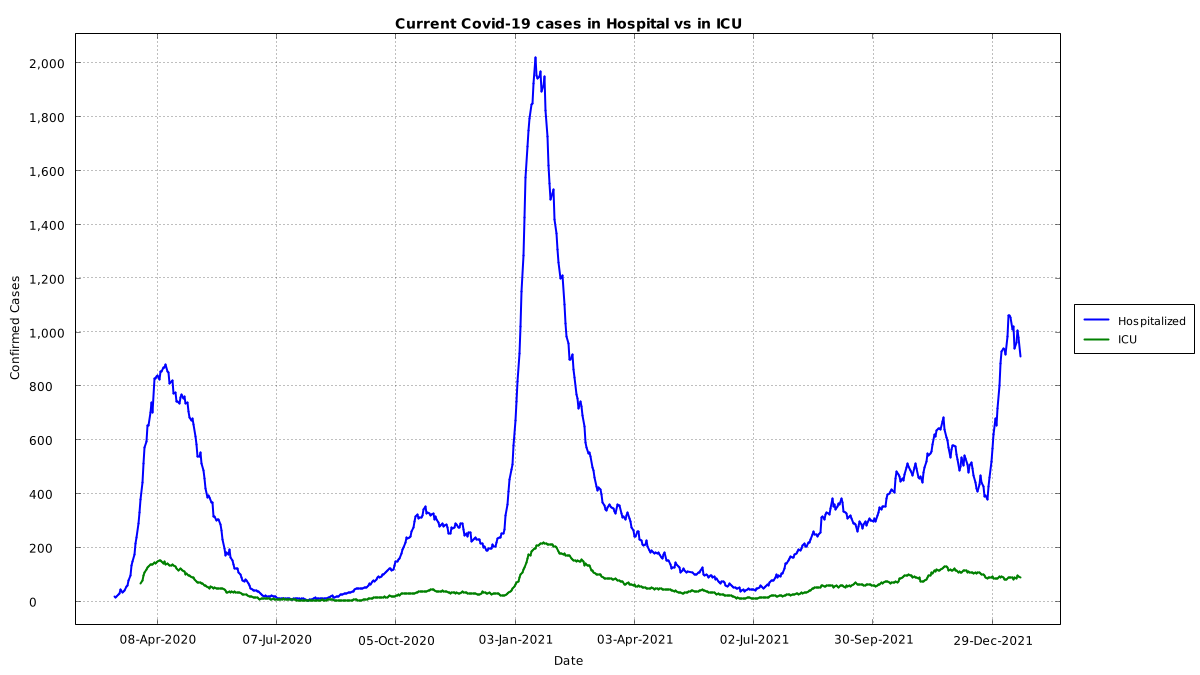 Current Covid-19 cases in Hospital vs in ICU
2,000
1,800
1,600
1,400
1,200
1,000
800
600
400
200
0
Confirmed Cases
08-Apr-2020
07-Jul-2020
05-Oct-2020
03-Jan-2021
03-Apr-2021
02-Jul-2021
30-Sep-2021
29-Dec-2021
Date
Hospitalized
ICU